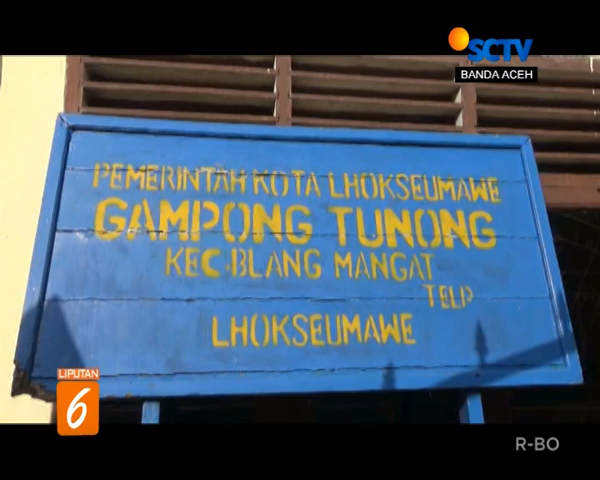 SCTV
BANDA ACEH
PEMERINTAH KOTA LHOKSEUMAWE
GAMPONG TUNONG
KEC.BLANG MANGAT
TELP
LHOKSEUMAWE
LIPUTAN
6
R-BO